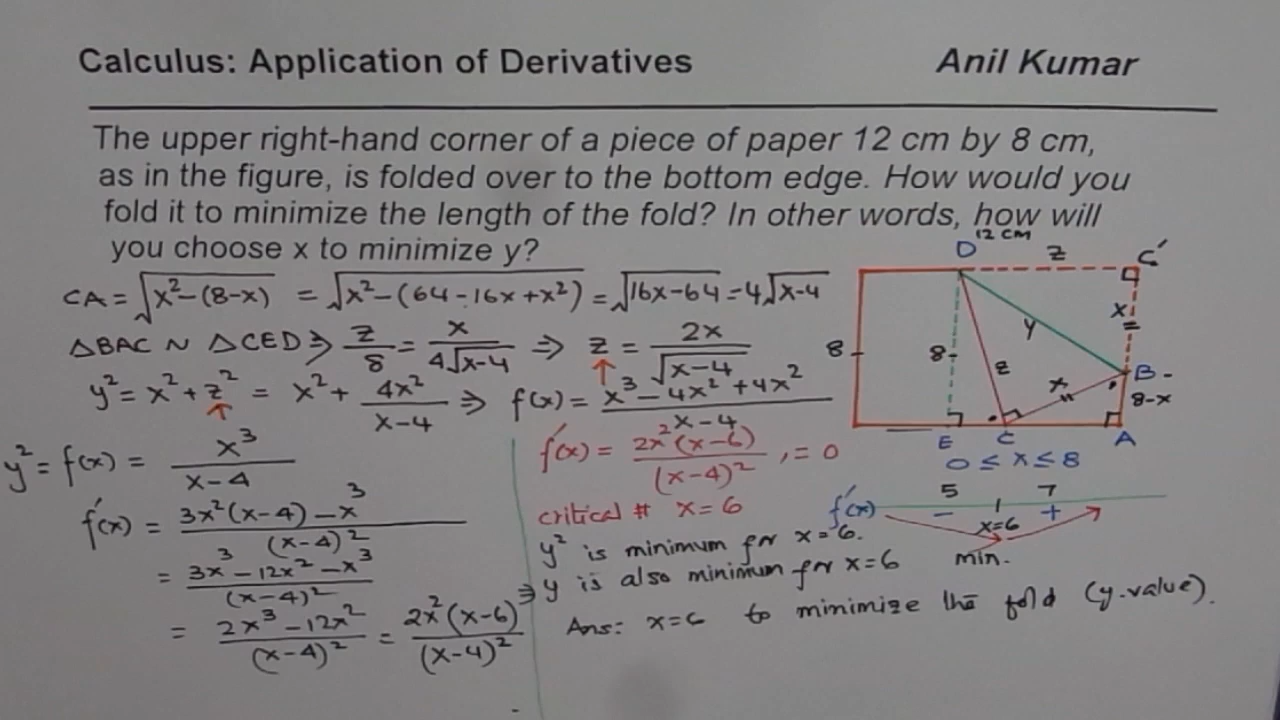 Calculus: Application of Derivatives Anil Kumar
The upper right-hand corner of a piece of paper 12 cm by 8 cm,
as in the figure, is folded over to the bottom edge. How would you
fold it to minimize the length of the fold? In other words, how will
you choose x to minimize y?
12 CM
D z C′
x
y
8
8
z
x
B
8-x
E C A
0 ≤ x ≤ 8
CA = √(x²-(8-x)) = √(x²-(64-16x+x²)) = √(16x-64) = 4√(x-4)
△BAC ~ △CED ⇒ z/8 = x/(4√(x-4)) ⇒ z = 2x/√(x-4)
y² = x² + z² = x² + 4x²/(x-4) ⇒ f(x) = (x³-4x²+4x²)/(x-4)
y² = f(x) = x³/(x-4)
f′(x) = (3x²(x-4)-x³)/(x-4)²
= (3x³-12x²-x³)/(x-4)²
= (2x³-12x²)/(x-4)² = 2x²(x-6)/(x-4)²
f′(x) = 2x²(x-6)/(x-4)², = 0
critical # x=6
f′(x) 5 7
- x=6 +
min.
y² is minimum for x=6.
⇒ y is also minimum for x=6
Ans: x=6 to minimize the fold (y-value).